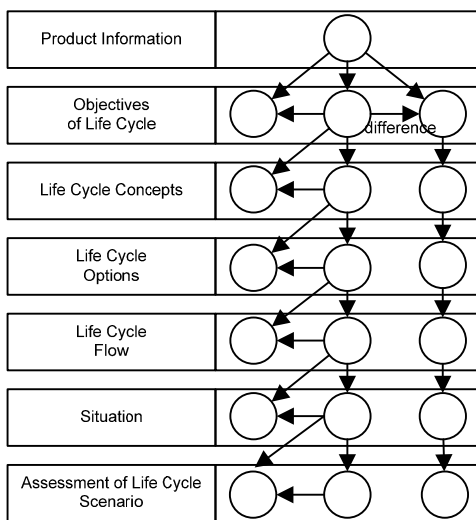 Product Information
Objectives
of Life Cycle
difference
Life Cycle Concepts
Life Cycle
Options
Life Cycle
Flow
Situation
Assessment of Life Cycle
Scenario